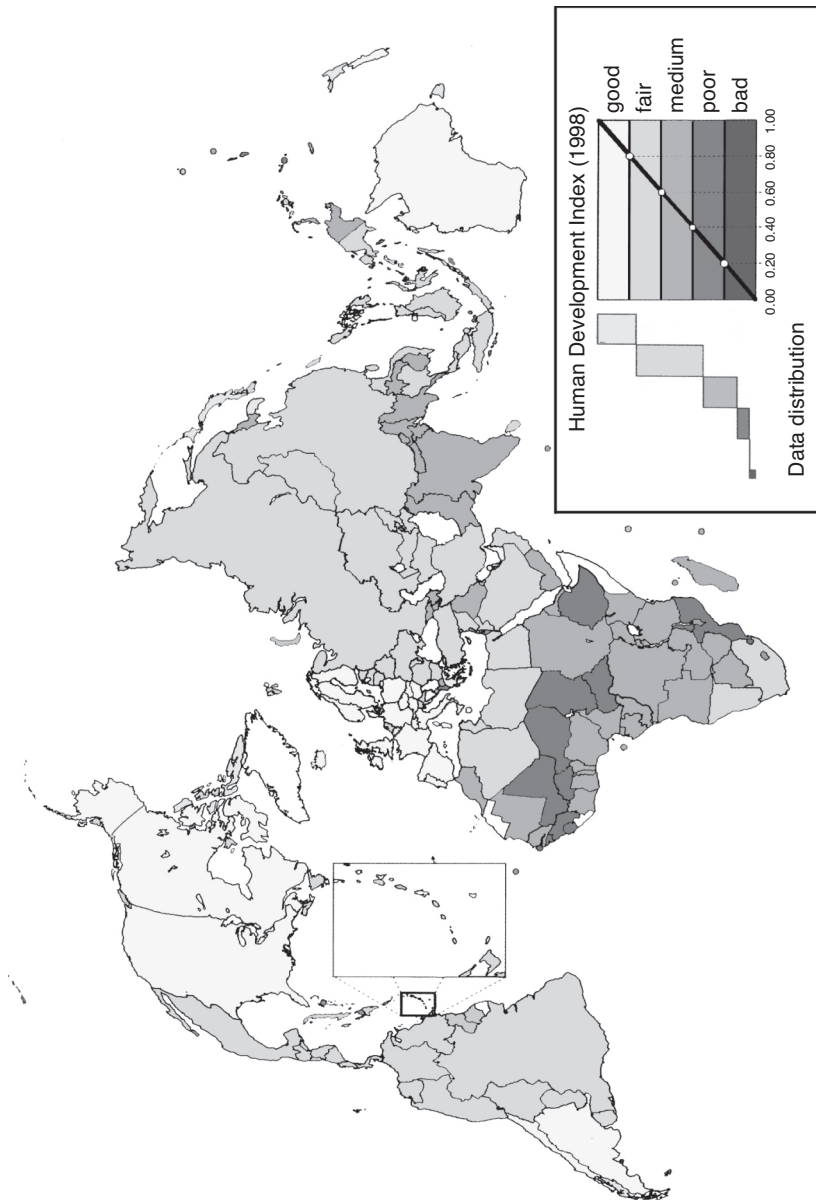 Human Development Index (1998)
good
fair
medium
poor
bad
0.00 0.20 0.40 0.60 0.80 1.00
Data distribution